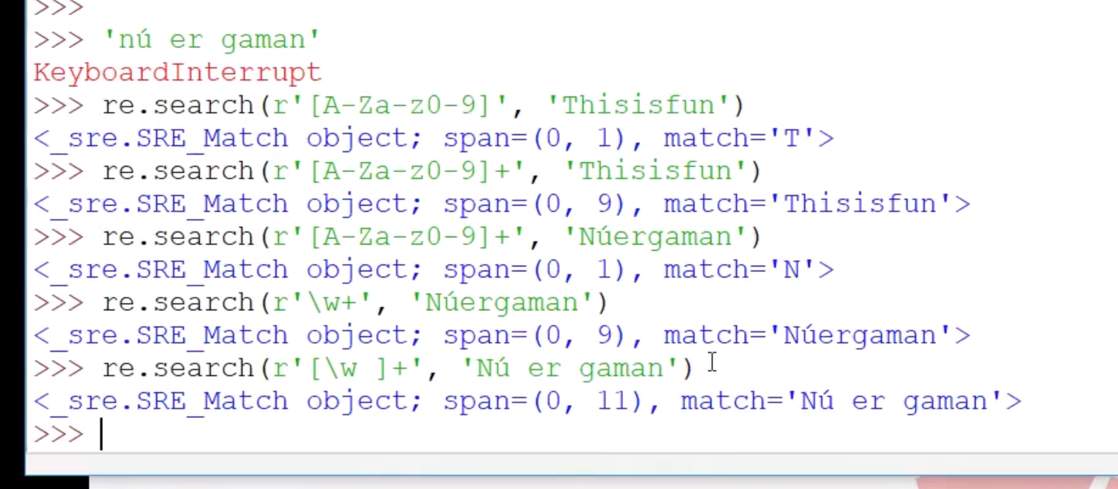 >>>
>>> 'nú er gaman'
KeyboardInterrupt
>>> re.search(r'[A-Za-z0-9]', 'Thisisfun')
<_sre.SRE_Match object; span=(0, 1), match='T'>
>>> re.search(r'[A-Za-z0-9]+', 'Thisisfun')
<_sre.SRE_Match object; span=(0, 9), match='Thisisfun'>
>>> re.search(r'[A-Za-z0-9]+', 'Núergaman')
<_sre.SRE_Match object; span=(0, 1), match='N'>
>>> re.search(r'\w+', 'Núergaman')
<_sre.SRE_Match object; span=(0, 9), match='Núergaman'>
>>> re.search(r'[\w ]+', 'Nú er gaman')
<_sre.SRE_Match object; span=(0, 11), match='Nú er gaman'>
>>>